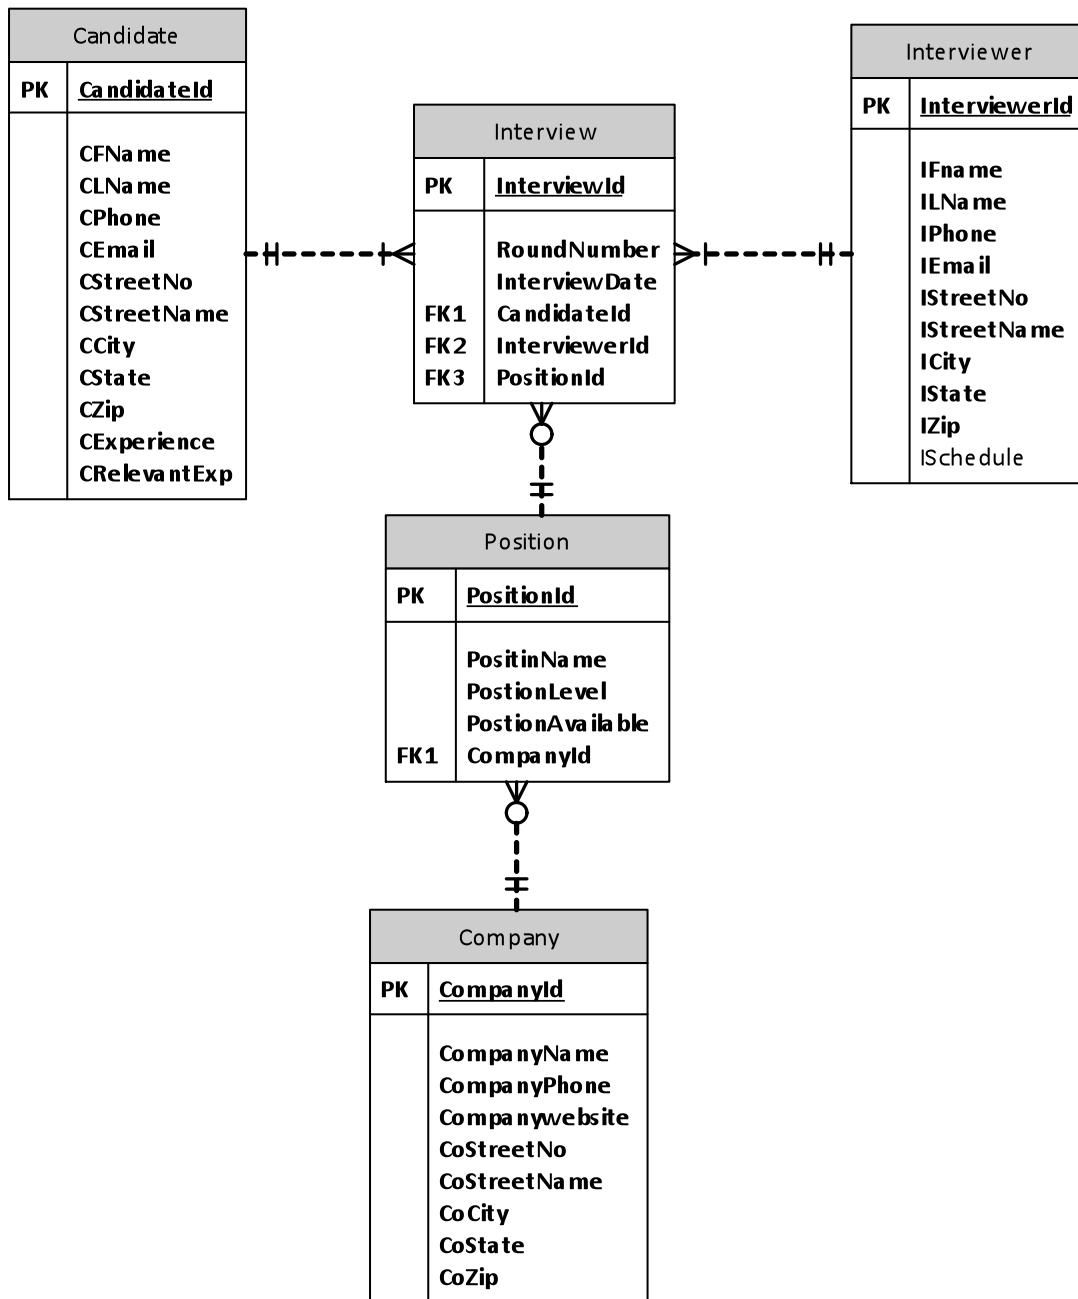 Candidate
PK CandidateId
CFName
CLName
CPhone
CEmail
CStreetNo
CStreetName
CCity
CState
CZip
CExperience
CRelevantExp
Interview
PK InterviewId
RoundNumber
InterviewDate
FK1 CandidateId
FK2 InterviewerId
FK3 PositionId
Interviewer
PK InterviewerId
IFname
ILName
IPhone
IEmail
IStreetNo
IStreetName
ICity
IState
IZip
ISchedule
Position
PK PositionId
PositinName
PostionLevel
PostionAvailable
FK1 CompanyId
Company
PK CompanyId
CompanyName
CompanyPhone
Companywebsite
CoStreetNo
CoStreetName
CoCity
CoState
CoZip